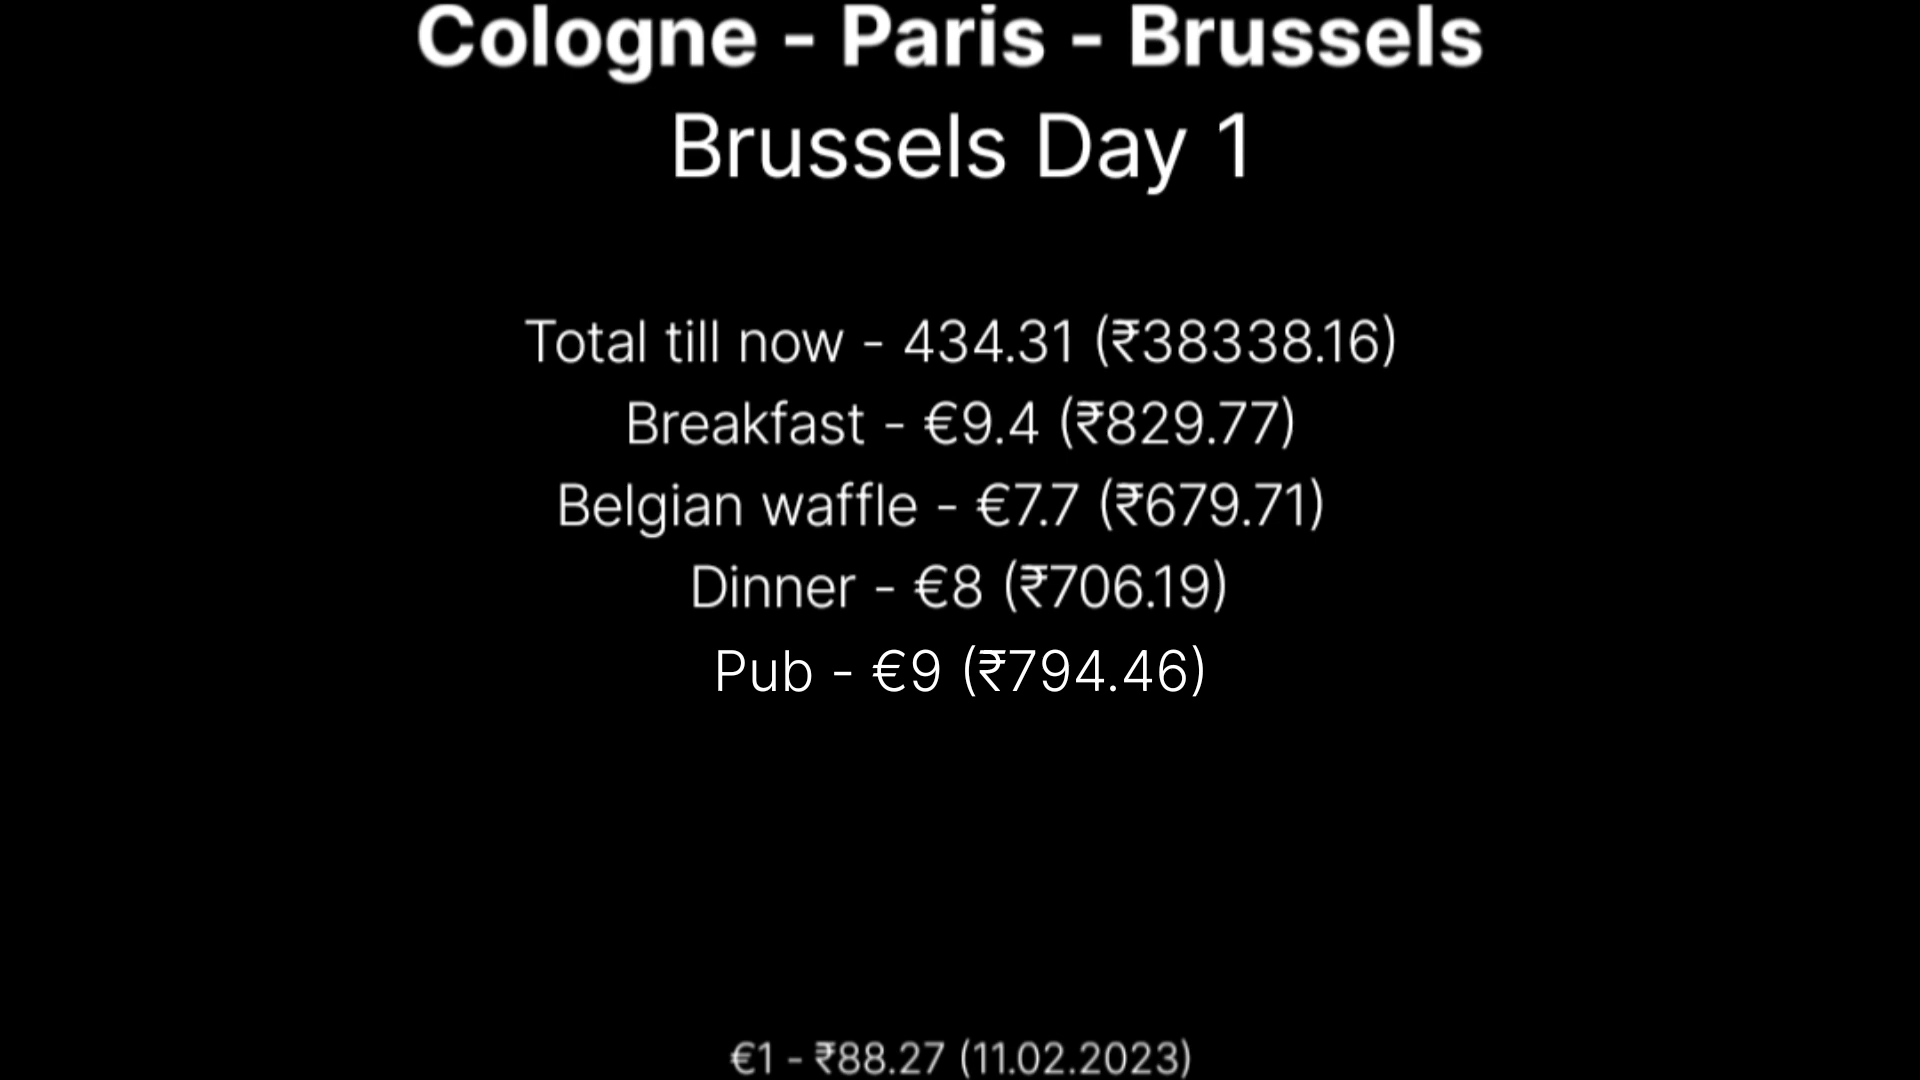 Cologne - Paris - Brussels
Brussels Day 1
Total till now - 434.31 (₹38338.16)
Breakfast - €9.4 (₹829.77)
Belgian waffle - €7.7 (₹679.71)
Dinner - €8 (₹706.19)
Pub - €9 (₹794.46)
€1 - ₹88.27 (11.02.2023)